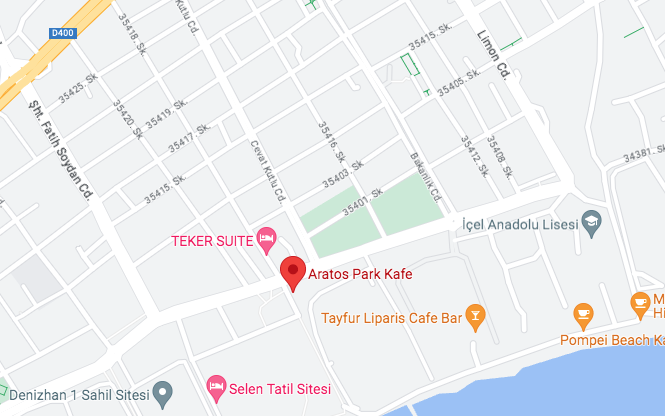 D400
35418. Sk.
Kutlu Cd.
35415. Sk.
Limon Cd.
35425. Sk.
35405. Sk.
35420. Sk.
35419. Sk.
35417. Sk.
35416. Sk.
35412. Sk.
35408. Sk.
34381. Sk.
Şht. Fatih Soydan Cd.
Cevat Kutlu Cd.
Bakanlık Cd.
35403. Sk.
35415. Sk.
35401. Sk.
İçel Anadolu Lisesi
TEKER SUITE
Aratos Park Kafe
Tayfur Liparis Cafe Bar
M
Hi
Pompei Beach Ka
Denizhan 1 Sahil Sitesi
Selen Tatil Sitesi